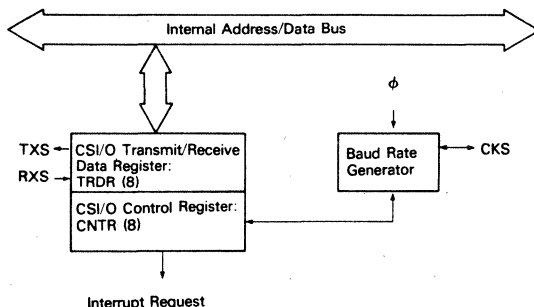 Internal Address/Data Bus
φ
TXS
RXS
CSI/O Transmit/Receive
Data Register:
TRDR (8)
Baud Rate
Generator
CKS
CSI/O Control Register:
CNTR (8)
Interrupt Request